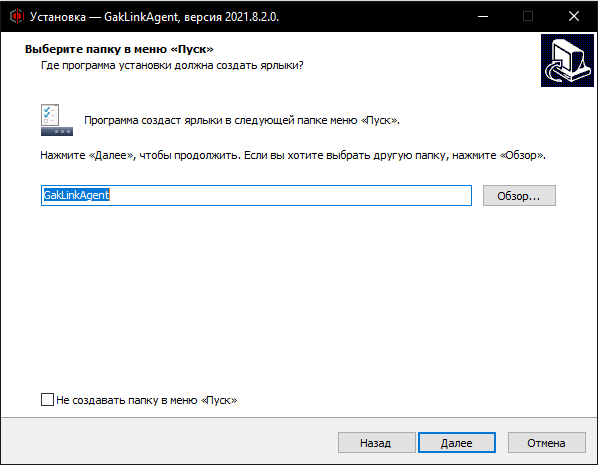 Установка — GakLinkAgent, версия 2021.8.2.0.
Выберите папку в меню «Пуск»
Где программа установки должна создать ярлыки?
Программа создаст ярлыки в следующей папке меню «Пуск».
Нажмите «Далее», чтобы продолжить. Если вы хотите выбрать другую папку, нажмите «Обзор».
GakLinkAgent
Обзор...
Не создавать папку в меню «Пуск»
Назад
Далее
Отмена